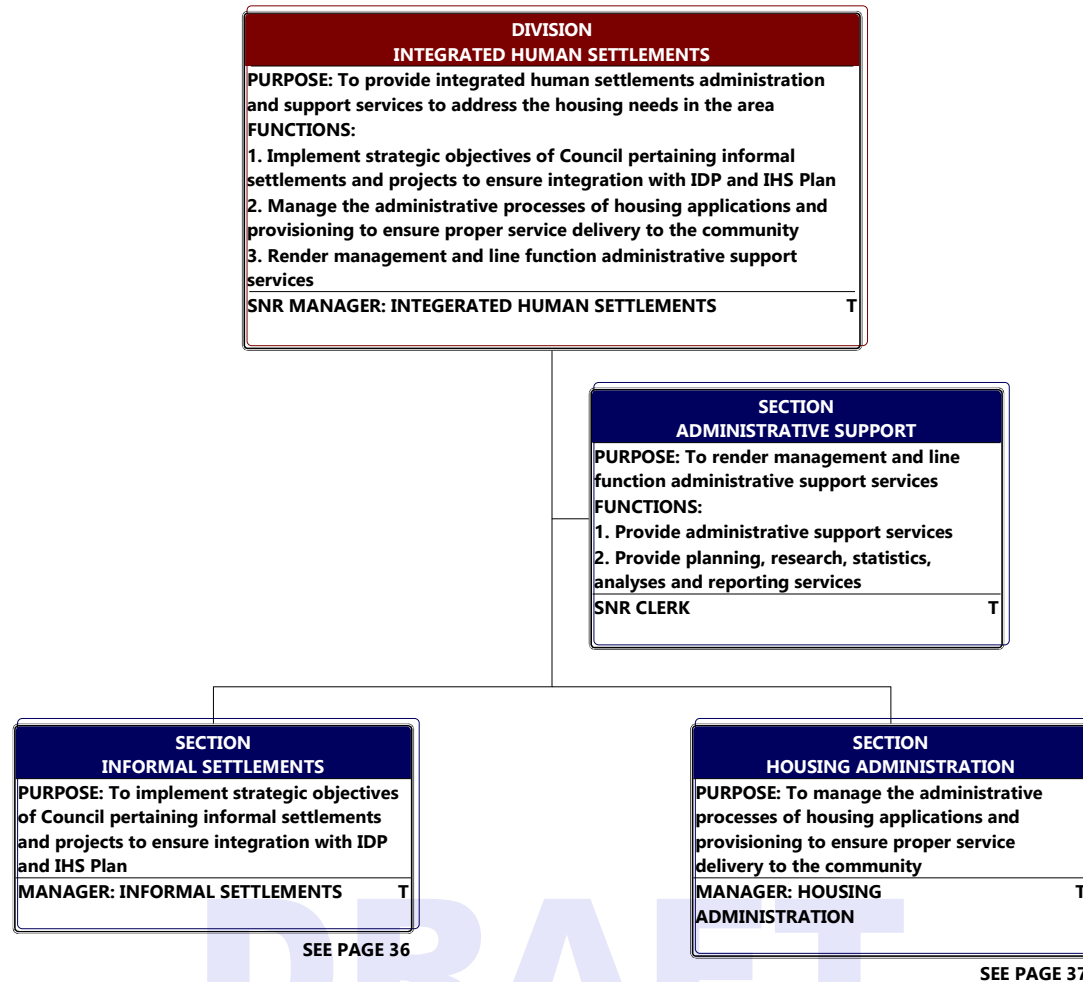 DIVISION
INTEGRATED HUMAN SETTLEMENTS
PURPOSE: To provide integrated human settlements administration
and support services to address the housing needs in the area
FUNCTIONS:
1. Implement strategic objectives of Council pertaining informal
settlements and projects to ensure integration with IDP and IHS Plan
2. Manage the administrative processes of housing applications and
provisioning to ensure proper service delivery to the community
3. Render management and line function administrative support
services
SNR MANAGER: INTEGERATED HUMAN SETTLEMENTS T
SECTION
ADMINISTRATIVE SUPPORT
PURPOSE: To render management and line
function administrative support services
FUNCTIONS:
1. Provide administrative support services
2. Provide planning, research, statistics,
analyses and reporting services
SNR CLERK T
SECTION
INFORMAL SETTLEMENTS
PURPOSE: To implement strategic objectives
of Council pertaining informal settlements
and projects to ensure integration with IDP
and IHS Plan
MANAGER: INFORMAL SETTLEMENTS T
SEE PAGE 36
SECTION
HOUSING ADMINISTRATION
PURPOSE: To manage the administrative
processes of housing applications and
provisioning to ensure proper service
delivery to the community
MANAGER: HOUSING T
ADMINISTRATION
SEE PAGE 37
DRAFT